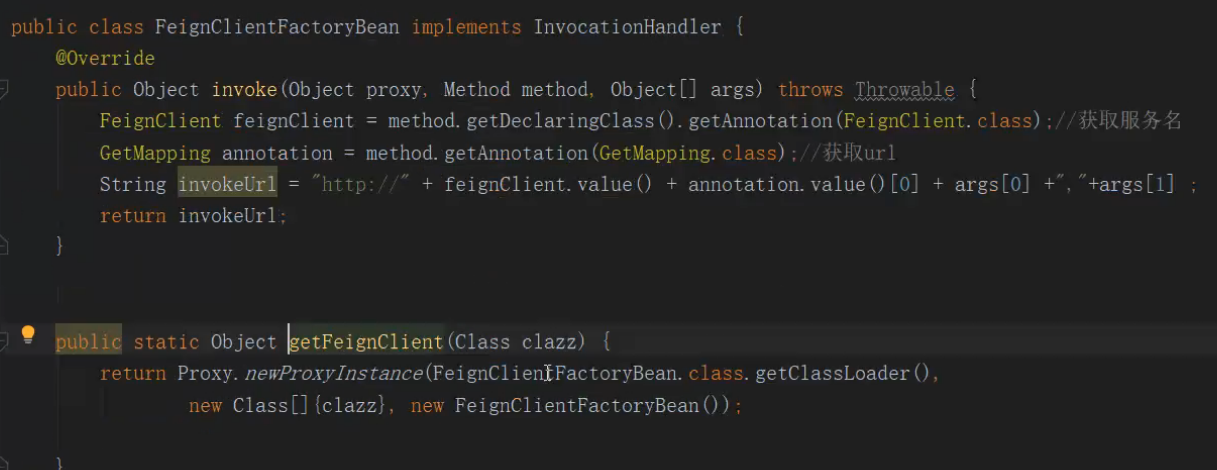 public class FeignClientFactoryBean implements InvocationHandler {
@Override
public Object invoke(Object proxy, Method method, Object[] args) throws Throwable {
FeignClient feignClient = method.getDeclaringClass().getAnnotation(FeignClient.class);//获取服务名
GetMapping annotation = method.getAnnotation(GetMapping.class);//获取url
String invokeUrl = "http://" + feignClient.value() + annotation.value()[0] + args[0] +","+args[1] ;
return invokeUrl;
}
public static Object getFeignClient(Class clazz) {
return Proxy.newProxyInstance(FeignClientFactoryBean.class.getClassLoader(),
new Class[]{clazz}, new FeignClientFactoryBean());
}